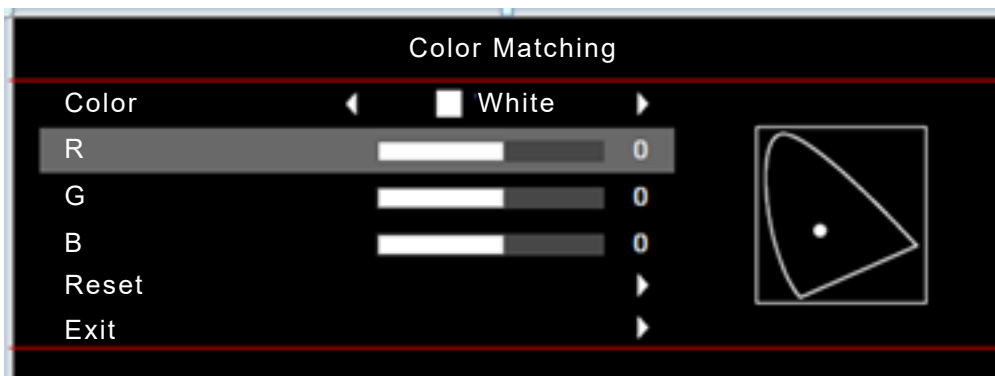 Color Matching
Color White
R 0
G 0
B 0
Reset
Exit